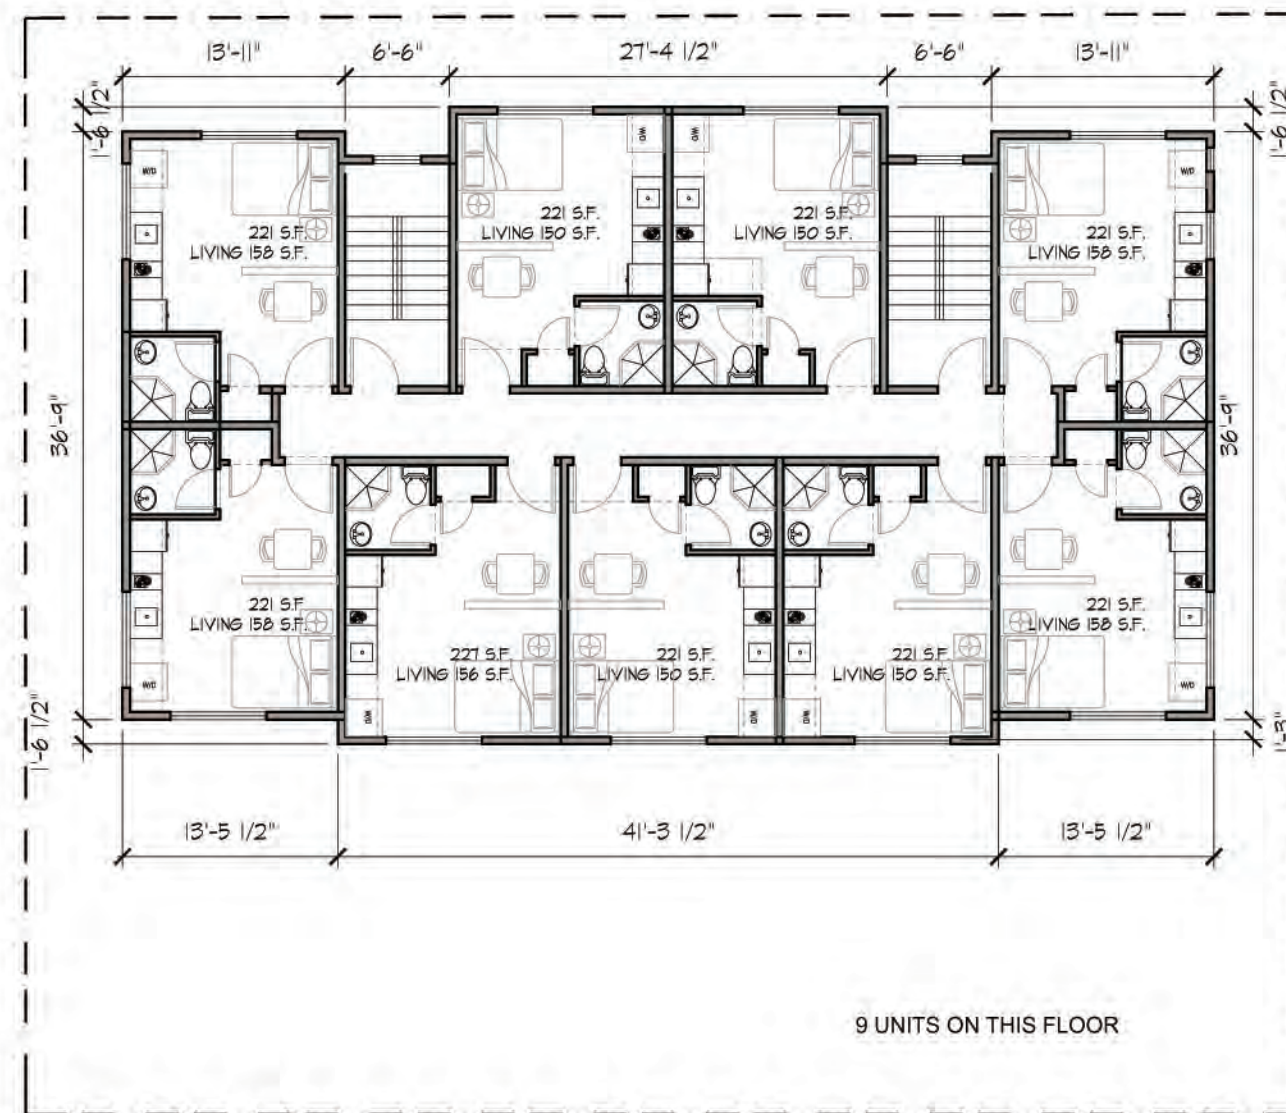 13'-11" 6'-6" 27'-4 1/2" 6'-6" 13'-11"
1'-6 1/2" 1'-6 1/2"
W/D W/D W/D W/D
221 S.F. 221 S.F.
LIVING 150 S.F. LIVING 150 S.F.
221 S.F. 221 S.F.
LIVING 158 S.F. LIVING 158 S.F.
36'-9" 36'-9"
221 S.F. 221 S.F.
LIVING 158 S.F. LIVING 158 S.F.
227 S.F. 221 S.F. 221 S.F.
LIVING 156 S.F. LIVING 150 S.F. LIVING 150 S.F.
W/D W/D W/D W/D W/D
1'-6 1/2" 1'-3"
13'-5 1/2" 41'-3 1/2" 13'-5 1/2"
9 UNITS ON THIS FLOOR